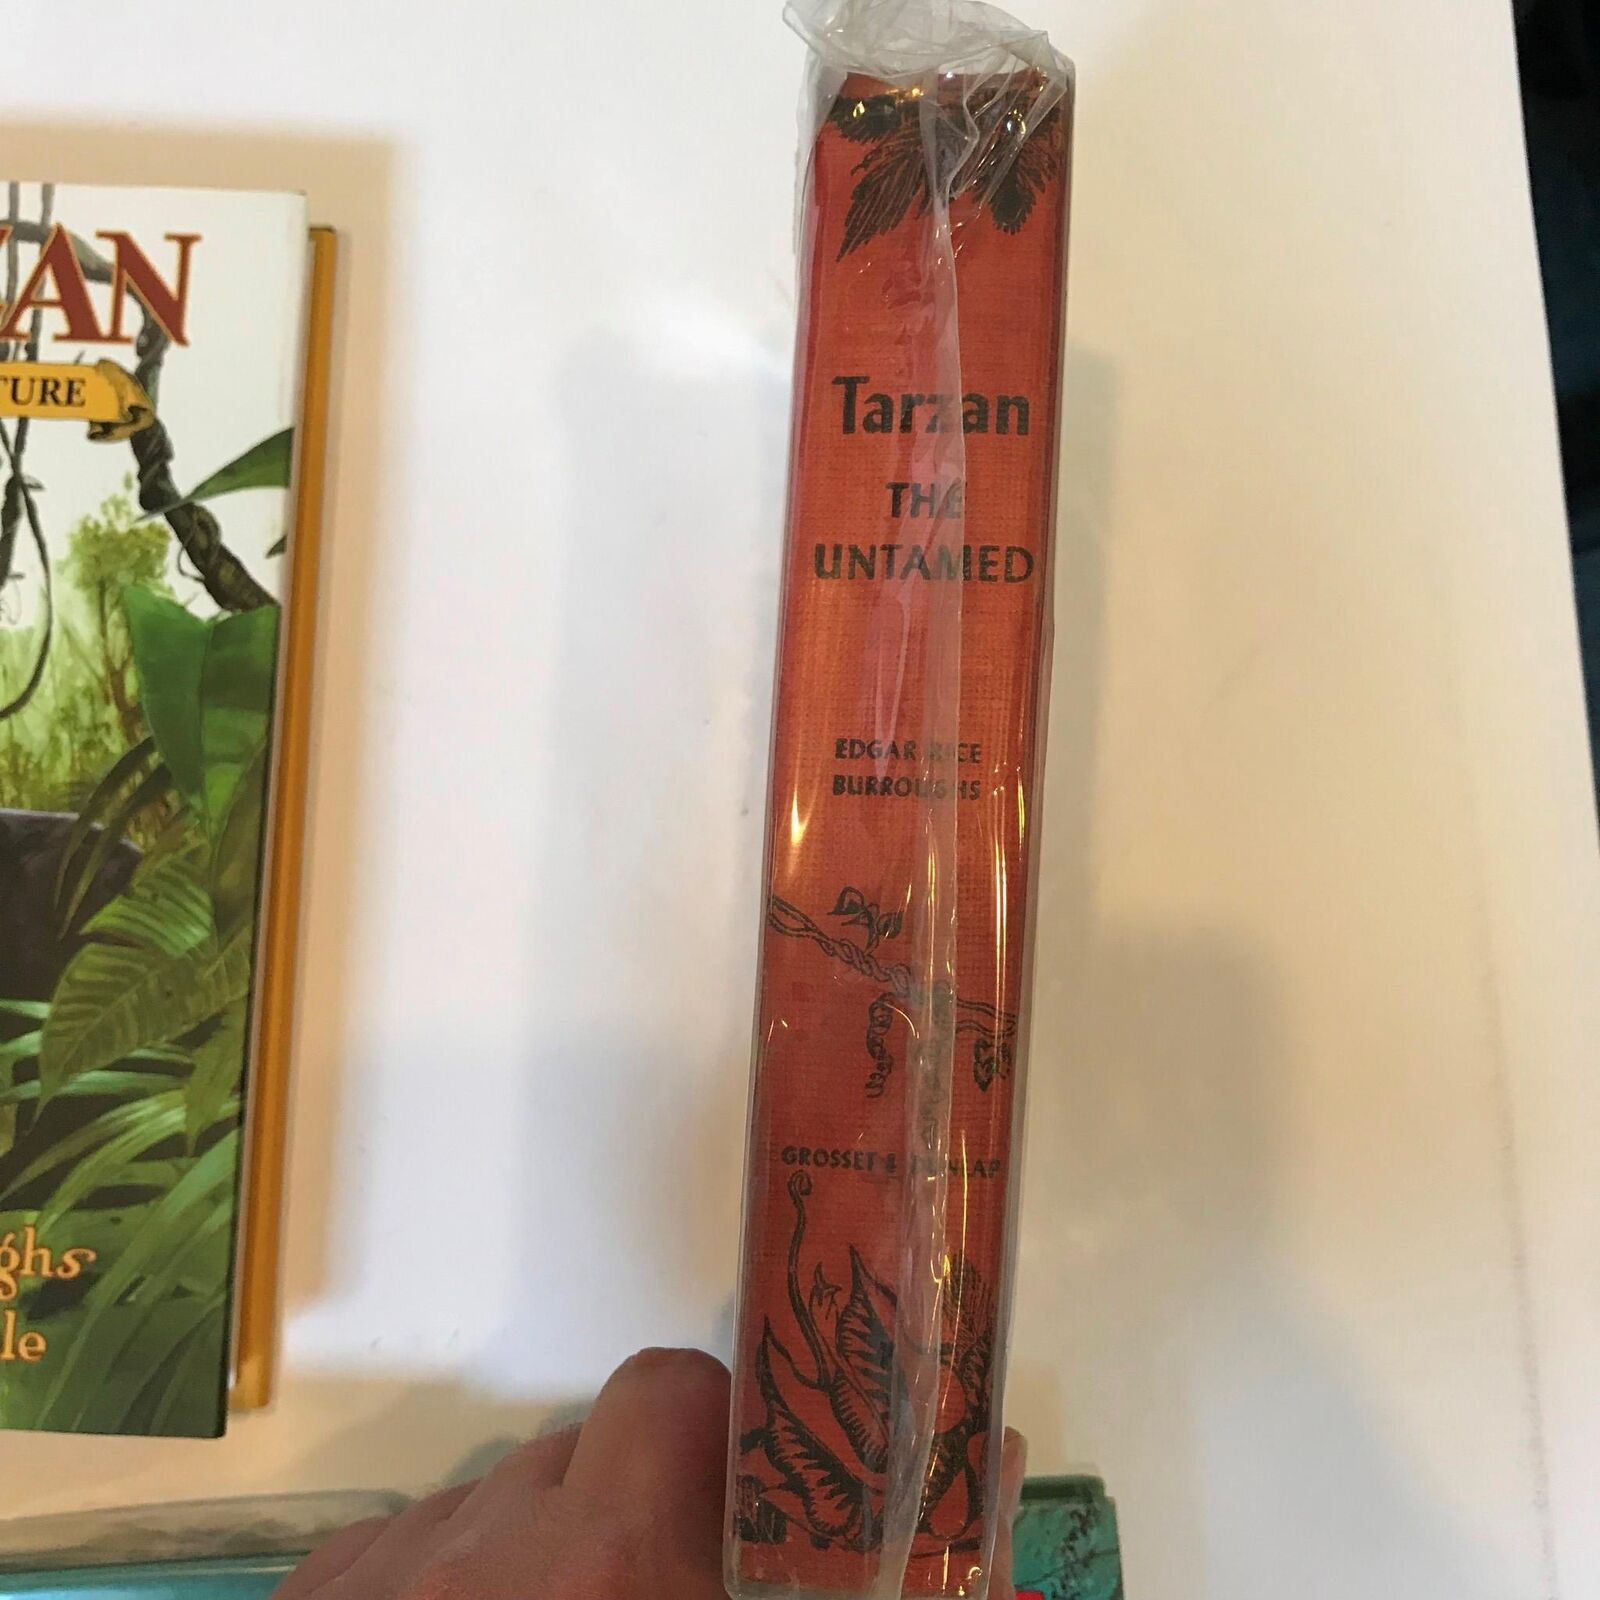 ZAN
TURE
ghs
le
Tarzan
THE
UNTAMED
EDGAR RICE
BURROUGHS
GROSSET & DUNLAP